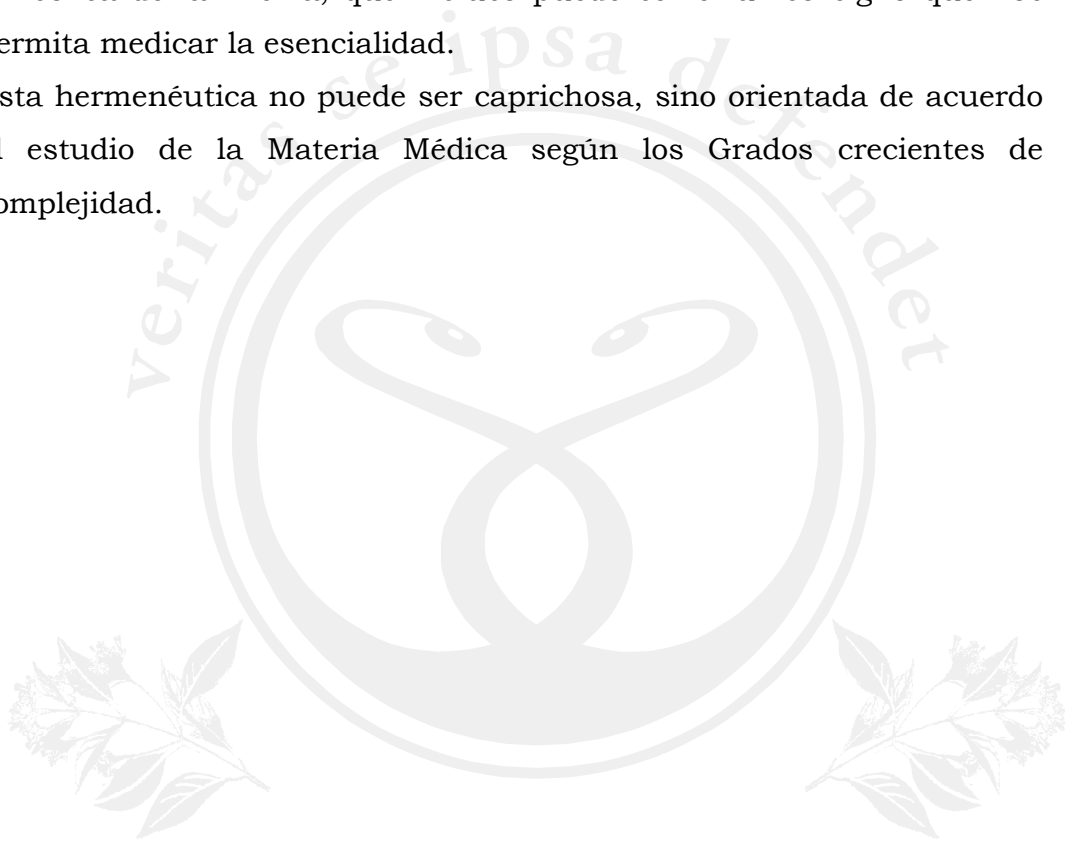 ermita medicar la esencialidad.
sta hermenéutica no puede ser caprichosa, sino orientada de acuerdo
l estudio de la Materia Médica según los Grados crecientes de
omplejidad.
veritas se ipsa defendet